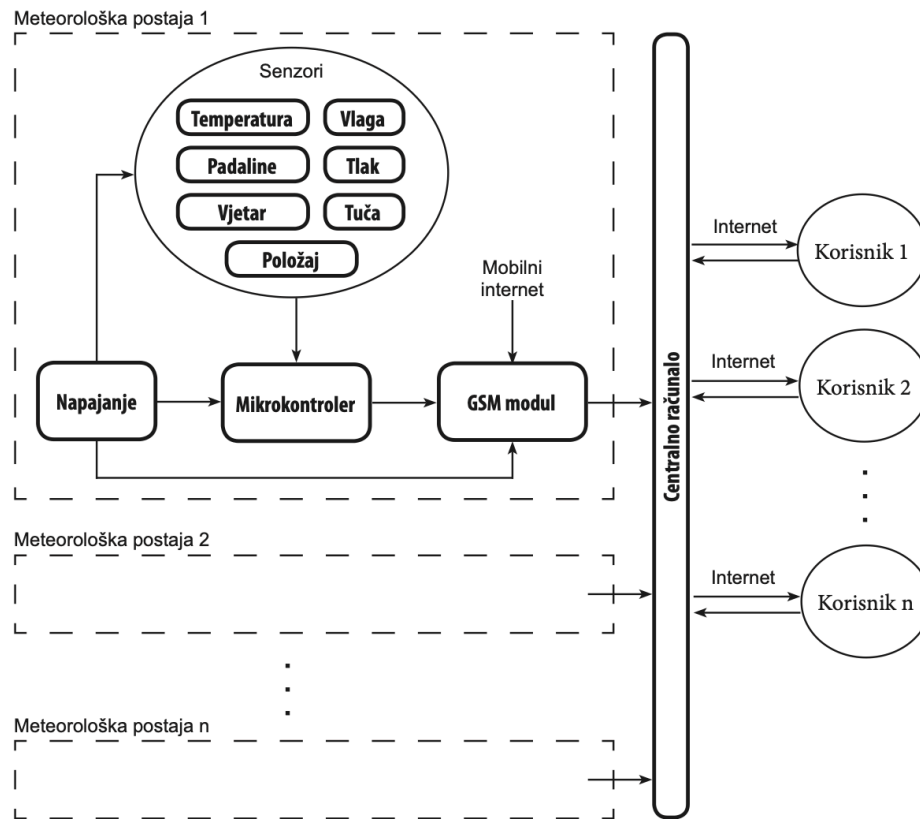 Meteorološka postaja 1
Senzori
Temperatura
Vlaga
Padaline
Tlak
Vjetar
Tuča
Položaj
Mobilni
internet
Napajanje
Mikrokontroler
GSM modul
Centralno računalo
Internet
Korisnik 1
Internet
Korisnik 2
Internet
Korisnik n
Meteorološka postaja 2
Meteorološka postaja n